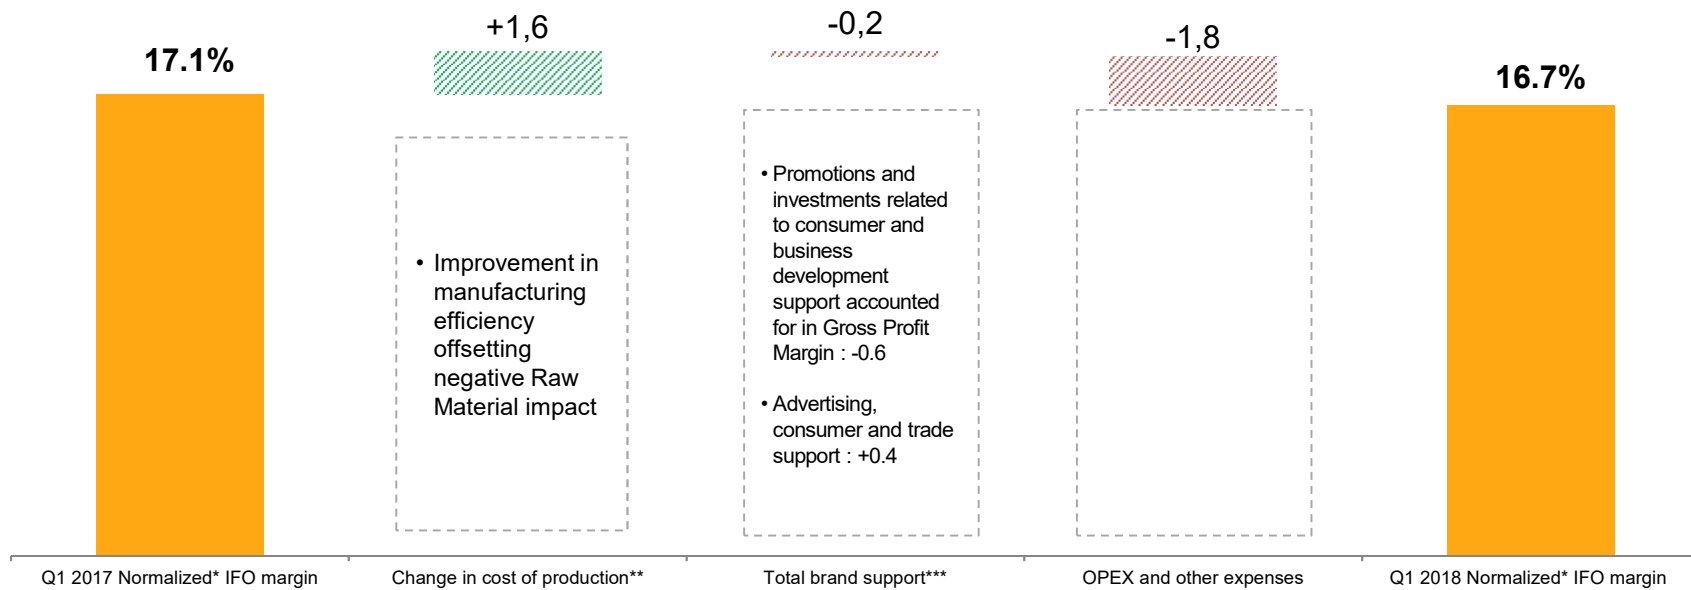 +1,6
-0,2
-1,8
17.1%
16.7%
• Improvement in
manufacturing
efficiency
offsetting
negative Raw
Material impact
• Promotions and
investments related
to consumer and
business
development
support accounted
for in Gross Profit
Margin : -0.6
• Advertising,
consumer and trade
support : +0.4
Q1 2017 Normalized* IFO margin
Change in cost of production**
Total brand support***
OPEX and other expenses
Q1 2018 Normalized* IFO margin